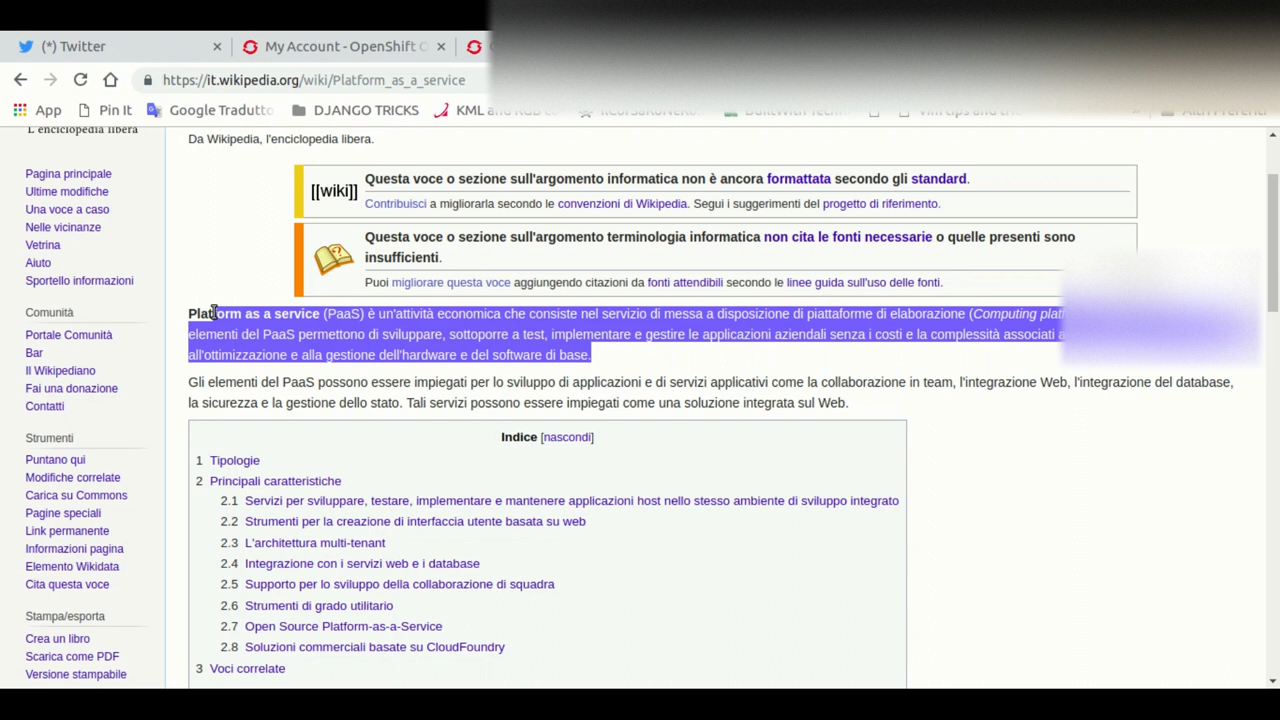 (*) Twitter
My Account - OpenShift
https://it.wikipedia.org/wiki/Platform_as_a_service
App
Pin It
Google Tradutto
DJANGO TRICKS
KML and
L'enciclopedia libera
Da Wikipedia, l'enciclopedia libera.
Pagina principale
Ultime modifiche
Una voce a caso
Nelle vicinanze
Vetrina
Aiuto
Sportello informazioni
Comunità
Portale Comunità
Bar
Il Wikipediano
Fai una donazione
Contatti
Strumenti
Puntano qui
Modifiche correlate
Carica su Commons
Pagine speciali
Link permanente
Informazioni pagina
Elemento Wikidata
Cita questa voce
Stampa/esporta
Crea un libro
Scarica come PDF
Versione stampabile
[[wiki]]
Questa voce o sezione sull'argomento informatica non è ancora formattata secondo gli standard.
Contribuisci a migliorarla secondo le convenzioni di Wikipedia. Segui i suggerimenti del progetto di riferimento.
Questa voce o sezione sull'argomento terminologia informatica non cita le fonti necessarie o quelle presenti sono
insufficienti.
Puoi migliorare questa voce aggiungendo citazioni da fonti attendibili secondo le linee guida sull'uso delle fonti.
Platform as a service (PaaS) è un'attività economica che consiste nel servizio di messa a disposizione di piattaforme di elaborazione (Computing
elementi del PaaS permettono di sviluppare, sottoporre a test, implementare e gestire le applicazioni aziendali senza i costi e la complessità associati
all'ottimizzazione e alla gestione dell'hardware e del software di base.
Gli elementi del PaaS possono essere impiegati per lo sviluppo di applicazioni e di servizi applicativi come la collaborazione in team, l'integrazione Web, l'integrazione del database,
la sicurezza e la gestione dello stato. Tali servizi possono essere impiegati come una soluzione integrata sul Web.
Indice [nascondi]
1 Tipologie
2 Principali caratteristiche
2.1 Servizi per sviluppare, testare, implementare e mantenere applicazioni host nello stesso ambiente di sviluppo integrato
2.2 Strumenti per la creazione di interfaccia utente basata su web
2.3 L'architettura multi-tenant
2.4 Integrazione con i servizi web e i database
2.5 Supporto per lo sviluppo della collaborazione di squadra
2.6 Strumenti di grado utilitario
2.7 Open Source Platform-as-a-Service
2.8 Soluzioni commerciali basate su CloudFoundry
3 Voci correlate